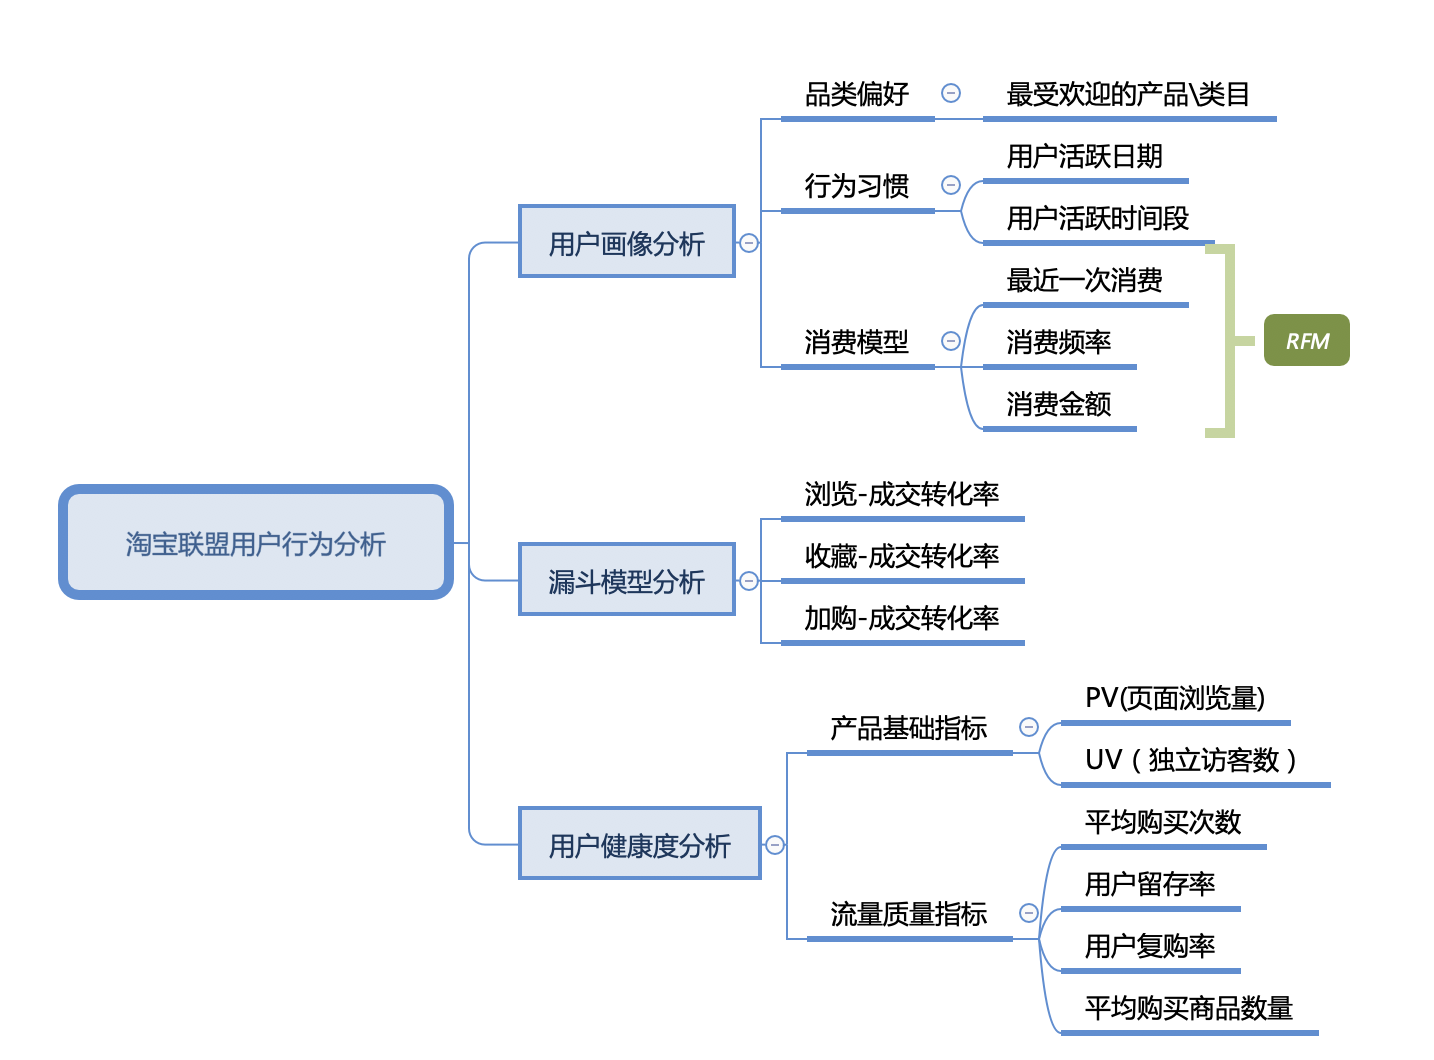 淘宝联盟用户行为分析
用户画像分析
品类偏好
最受欢迎的产品\类目
行为习惯
用户活跃日期
用户活跃时间段
消费模型
最近一次消费
消费频率
消费金额
RFM
漏斗模型分析
浏览-成交转化率
收藏-成交转化率
加购-成交转化率
用户健康度分析
产品基础指标
PV(页面浏览量)
UV（独立访客数）
流量质量指标
平均购买次数
用户留存率
用户复购率
平均购买商品数量